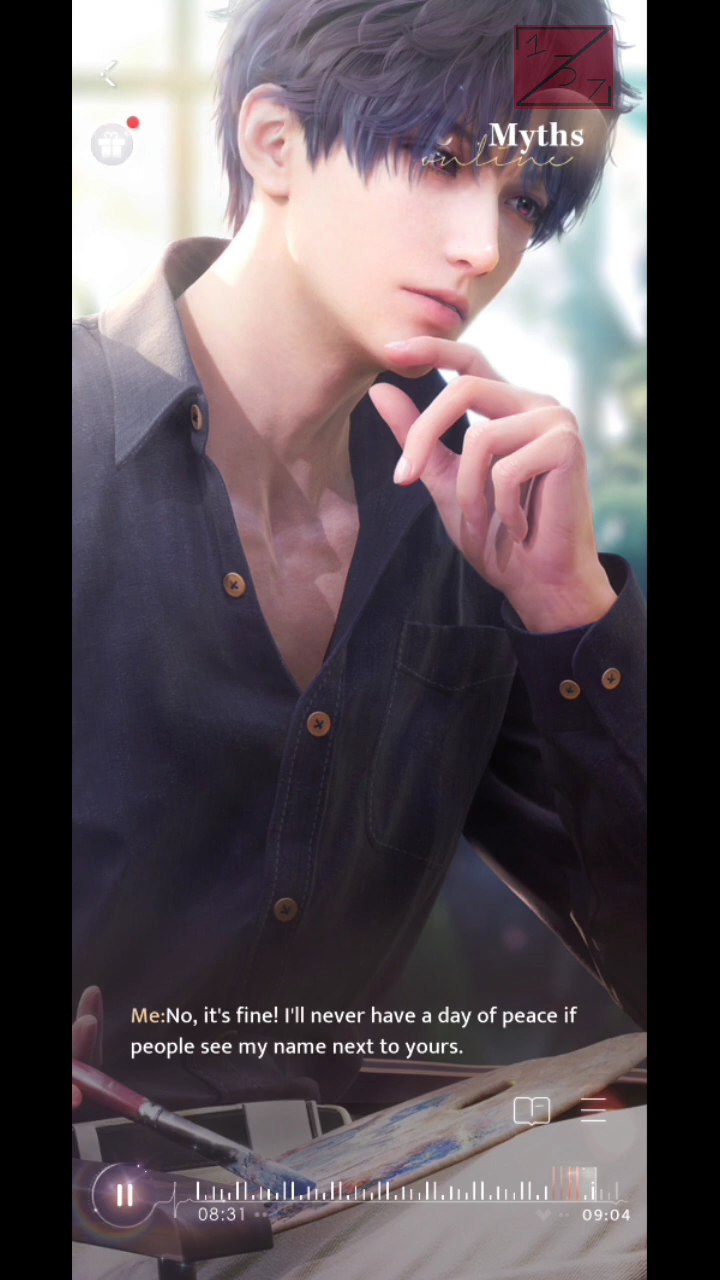 137
Myths
online
Me:No, it's fine! I'll never have a day of peace if
people see my name next to yours.
08:31
09:04